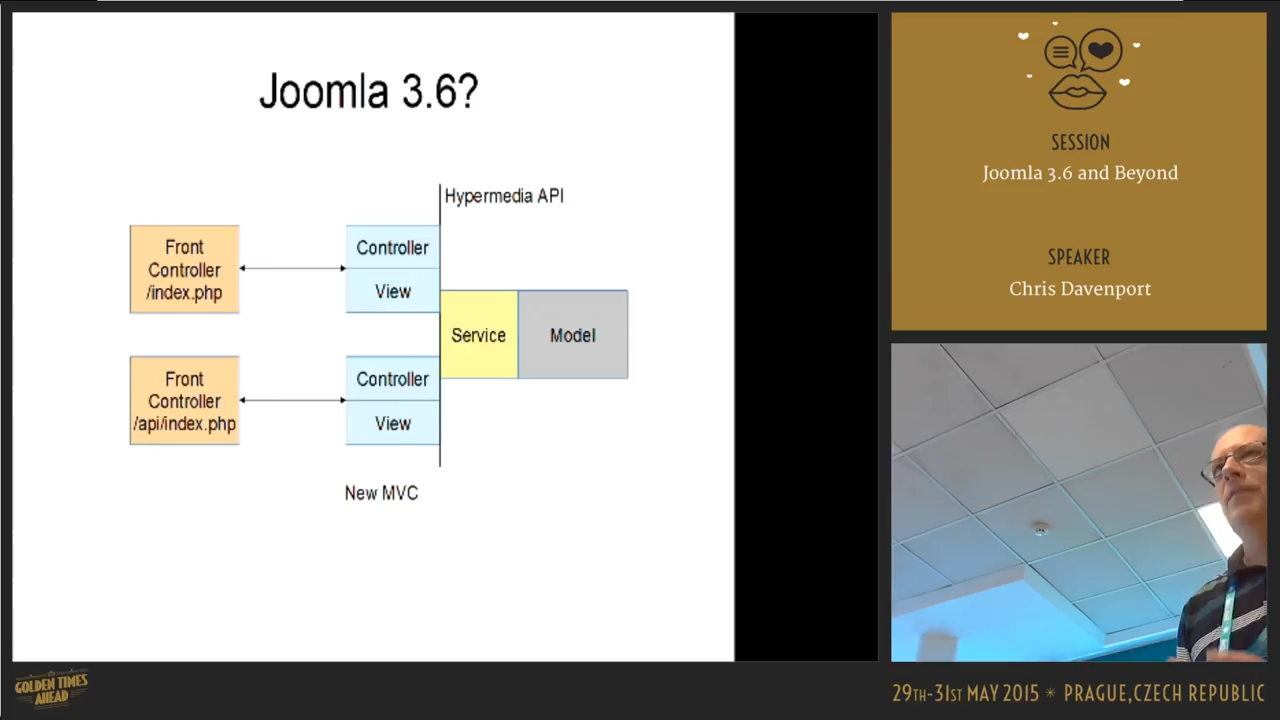 Joomla 3.6?
Hypermedia API
Front
Controller
/index.php
Controller
View
Service
Model
Front
Controller
/api/index.php
Controller
View
New MVC
SESSION
Joomla 3.6 and Beyond
SPEAKER
Chris Davenport
GOLDEN TIMES
AHEAD
29TH-31ST MAY 2015 * PRAGUE,CZECH REPUBLIC